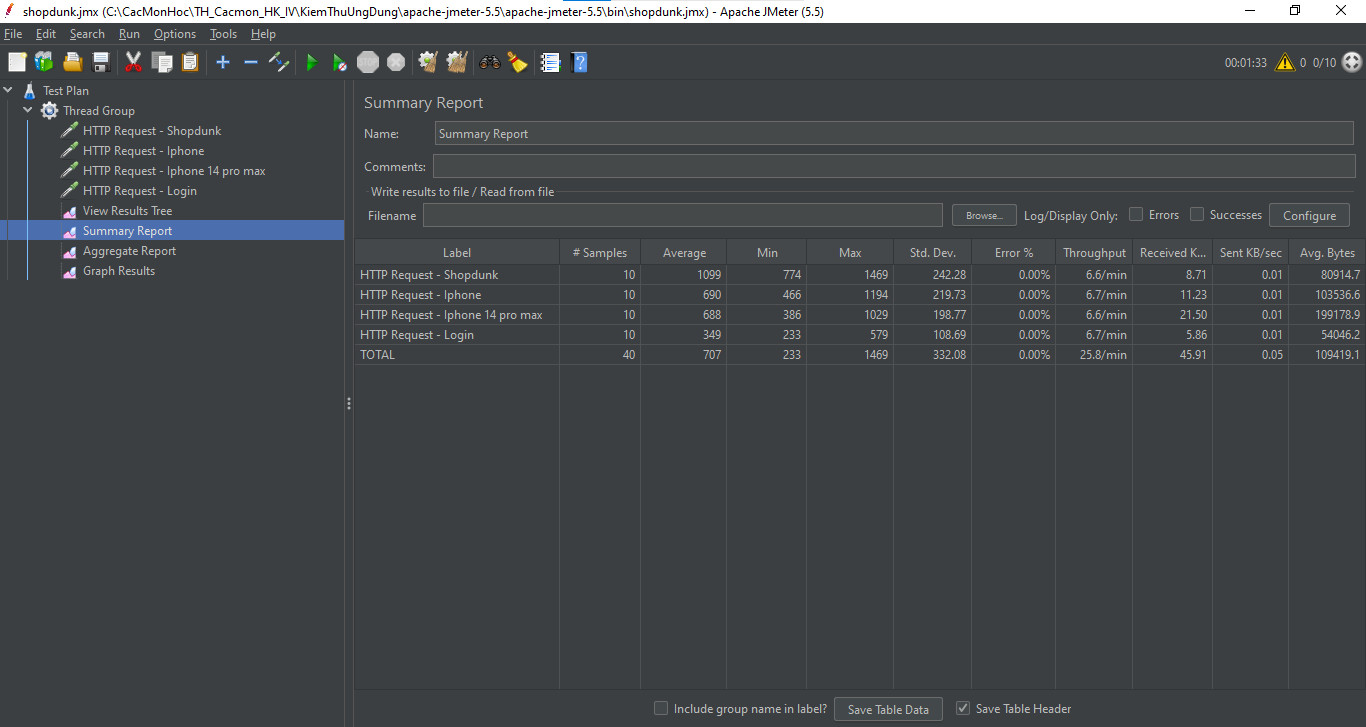 shopdunk.jmx (C:\CacMonHoc\TH_Cacmon_HK_IV\KiemThuUngDung\apache-jmeter-5.5\apache-jmeter-5.5\bin\shopdunk.jmx) - Apache JMeter (5.5)
File Edit Search Run Options Tools Help
STOP 00:01:33 0 0/10
Test Plan
Thread Group
HTTP Request - Shopdunk
HTTP Request - Iphone
HTTP Request - Iphone 14 pro max
HTTP Request - Login
View Results Tree
Summary Report
Aggregate Report
Graph Results
Summary Report
Name: Summary Report
Comments:
Write results to file / Read from file
Filename Browse... Log/Display Only: Errors Successes Configure
Label # Samples Average Min Max Std. Dev. Error % Throughput Received K... Sent KB/sec Avg. Bytes
HTTP Request - Shopdunk 10 1099 774 1469 242.28 0.00% 6.6/min 8.71 0.01 80914.7
HTTP Request - Iphone 10 690 466 1194 219.73 0.00% 6.7/min 11.23 0.01 103536.6
HTTP Request - Iphone 14 pro max 10 688 386 1029 198.77 0.00% 6.6/min 21.50 0.01 199178.9
HTTP Request - Login 10 349 233 579 108.69 0.00% 6.7/min 5.86 0.01 54046.2
TOTAL 40 707 233 1469 332.08 0.00% 25.8/min 45.91 0.05 109419.1
Include group name in label? Save Table Data Save Table Header